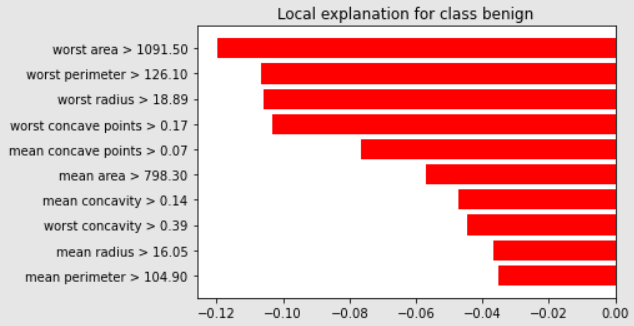 Local explanation for class benign
worst area > 1091.50
worst perimeter > 126.10
worst radius > 18.89
worst concave points > 0.17
mean concave points > 0.07
mean area > 798.30
mean concavity > 0.14
worst concavity > 0.39
mean radius > 16.05
mean perimeter > 104.90
−0.12 −0.10 −0.08 −0.06 −0.04 −0.02 0.00